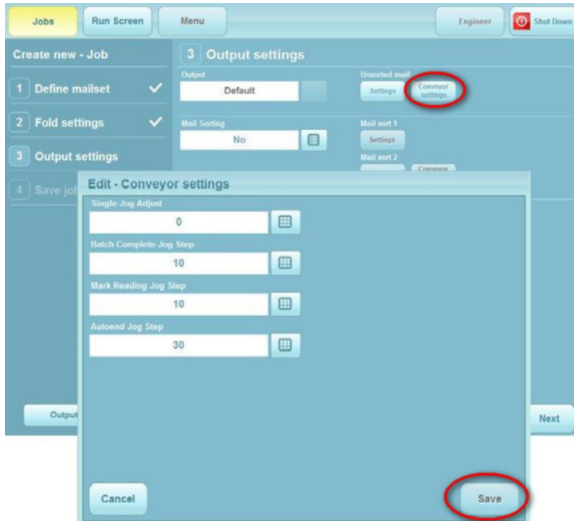 Jobs
Run Screen
Menu
Engineer
Shut Down
Create new - Job
3 Output settings
1 Define mailset
2 Fold settings
3 Output settings
4 Save jo
Output
Default
Unsorted mail
Settings
Conveyor settings
Mail Sorting
No
Mail sort 1
Settings
Mail sort 2
Conveyor
Edit - Conveyor settings
Single Jog Adjust
0
Batch Complete Jog Step
10
Mark Reading Jog Step
10
Autoend Jog Step
30
Output
Next
Cancel
Save